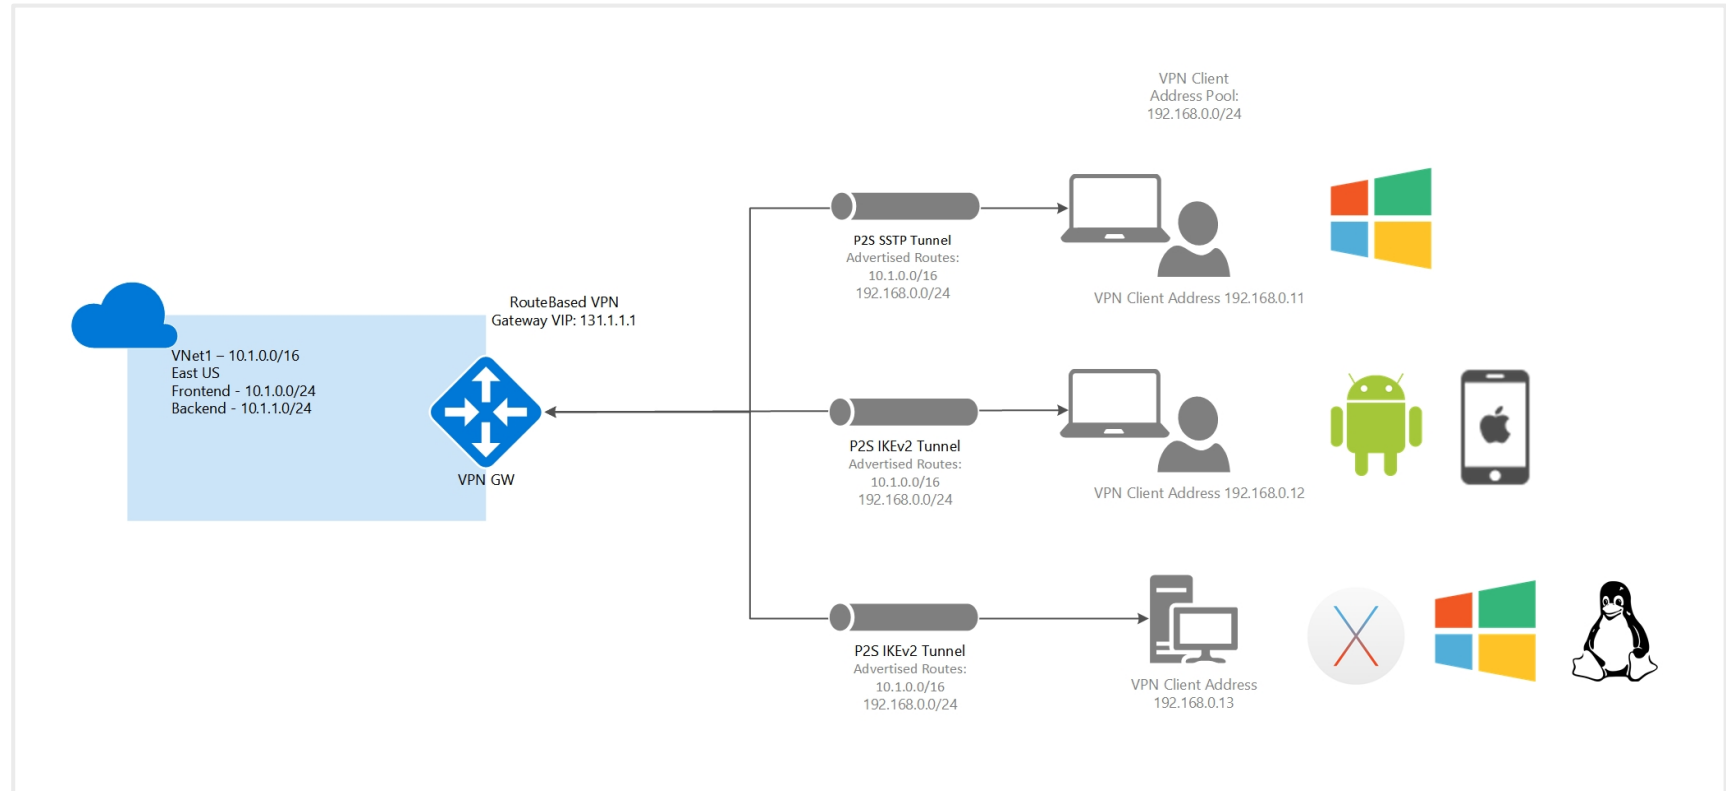 VPN Client
Address Pool:
192.168.0.0/24
P2S SSTP Tunnel
Advertised Routes:
10.1.0.0/16
192.168.0.0/24
VPN Client Address 192.168.0.11
RouteBased VPN
Gateway VIP: 131.1.1.1
VNet1 – 10.1.0.0/16
East US
Frontend - 10.1.0.0/24
Backend - 10.1.1.0/24
VPN GW
P2S IKEv2 Tunnel
Advertised Routes:
10.1.0.0/16
192.168.0.0/24
VPN Client Address 192.168.0.12
P2S IKEv2 Tunnel
Advertised Routes:
10.1.0.0/16
192.168.0.0/24
VPN Client Address
192.168.0.13